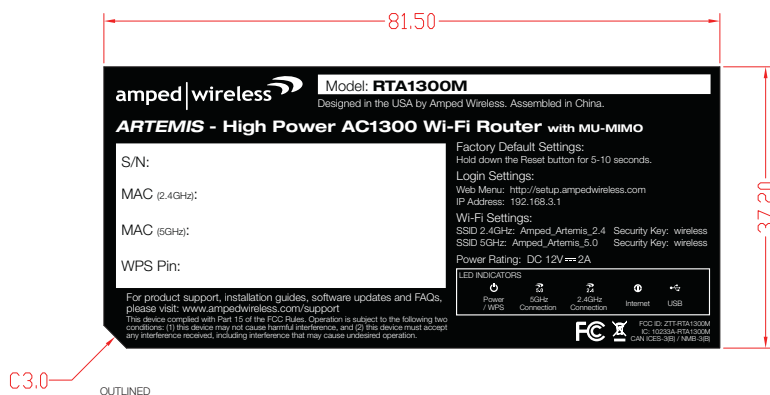 81.50
amped|wireless
Model: RTA1300M
Designed in the USA by Amped Wireless. Assembled in China.
ARTEMIS - High Power AC1300 Wi-Fi Router with MU-MIMO
S/N:
MAC (2.4GHz):
MAC (5GHz):
WPS Pin:
Factory Default Settings:
Hold down the Reset button for 5-10 seconds.
Login Settings:
Web Menu: http://setup.ampedwireless.com
IP Address: 192.168.3.1
Wi-Fi Settings:
SSID 2.4GHz: Amped_Artemis_2.4 Security Key: wireless
SSID 5GHz: Amped_Artemis_5.0 Security Key: wireless
Power Rating: DC 12V⎓2A
LED INDICATORS
5.0 2.4
Power / WPS
5GHz Connection
2.4GHz Connection
Internet
USB
For product support, installation guides, software updates and FAQs,
please visit: www.ampedwireless.com/support
This device complied with Part 15 of the FCC Rules. Operation is subject to the following two
conditions: (1) this device may not cause harmful interference, and (2) this device must accept
any interference received, including interference that may cause undesired operation.
FC
FCC ID: ZTT-RTA1300M
IC: 10233A-RTA1300M
CAN ICES-3(B) / NMB-3(B)
37.20
C3.0
OUTLINED